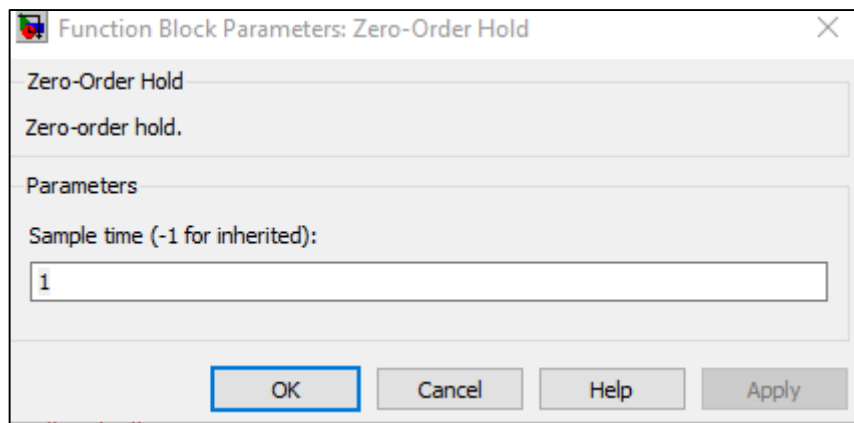 Function Block Parameters: Zero-Order Hold
Zero-Order Hold
Zero-order hold.
Parameters
Sample time (-1 for inherited):
1
OK Cancel Help Apply